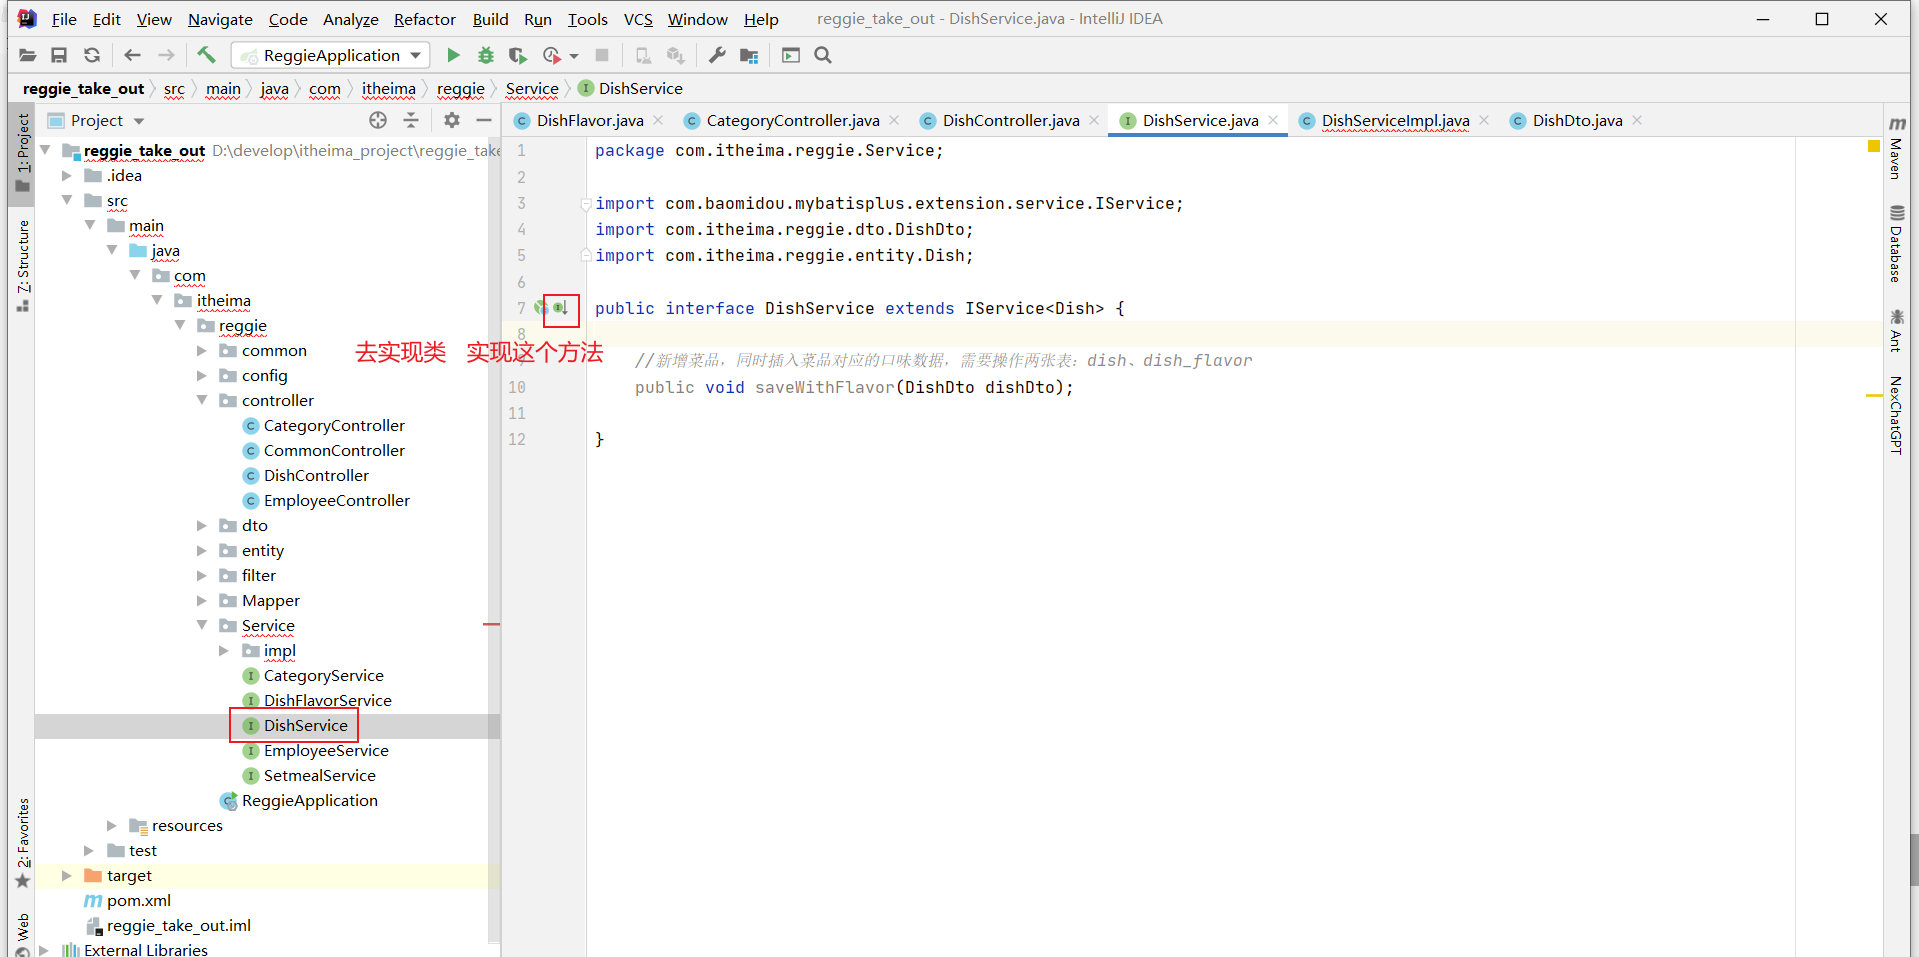 File Edit View Navigate Code Analyze Refactor Build Run Tools VCS Window Help reggie_take_out - DishService.java - IntelliJ IDEA
ReggieApplication
reggie_take_out src main java com itheima reggie Service DishService
Project
DishFlavor.java CategoryController.java DishController.java DishService.java DishServiceImpl.java DishDto.java
1: Project
7: Structure
2: Favorites
Web
reggie_take_out D:\develop\itheima_project\reggie_take
.idea
src
main
java
com
itheima
reggie
common
config
controller
CategoryController
CommonController
DishController
EmployeeController
dto
entity
filter
Mapper
Service
impl
CategoryService
DishFlavorService
DishService
EmployeeService
SetmealService
ReggieApplication
resources
test
target
pom.xml
reggie_take_out.iml
External Libraries
去实现类 实现这个方法
1 package com.itheima.reggie.Service;
2
3 import com.baomidou.mybatisplus.extension.service.IService;
4 import com.itheima.reggie.dto.DishDto;
5 import com.itheima.reggie.entity.Dish;
6
7 public interface DishService extends IService<Dish> {
8
//新增菜品，同时插入菜品对应的口味数据，需要操作两张表：dish、dish_flavor
10 public void saveWithFlavor(DishDto dishDto);
11
12 }
Maven
Database
Ant
NexChatGPT